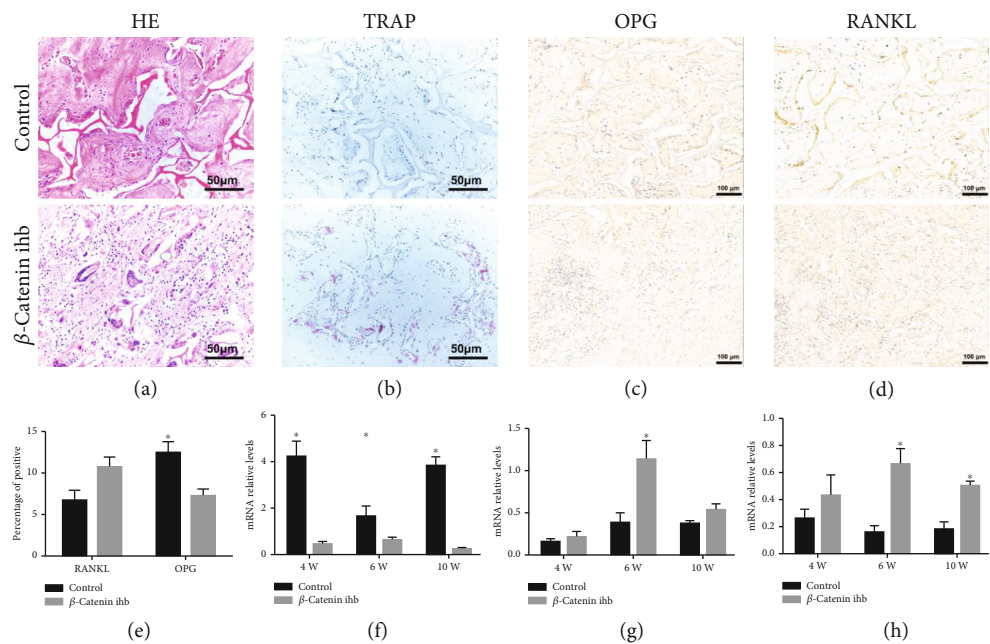 HE TRAP OPG RANKL
Control
50μm 50μm 100 μm 100 μm
β-Catenin ihb
50μm 50μm 100 μm 100 μm
(a) (b) (c) (d)
Percentage of positive
15
10
5
0
*
RANKL OPG
Control
β-Catenin ihb
(e)
mRNA relative levels
6
4
2
0
* * *
4 W 6 W 10 W
Control
β-Catenin ihb
(f)
mRNA relative levels
1.5
1.0
0.5
0.0
*
4 W 6 W 10 W
Control
β-Catenin ihb
(g)
mRNA relative levels
1.0
0.8
0.6
0.4
0.2
0.0
* *
4 W 6 W 10 W
Control
β-Catenin ihb
(h)